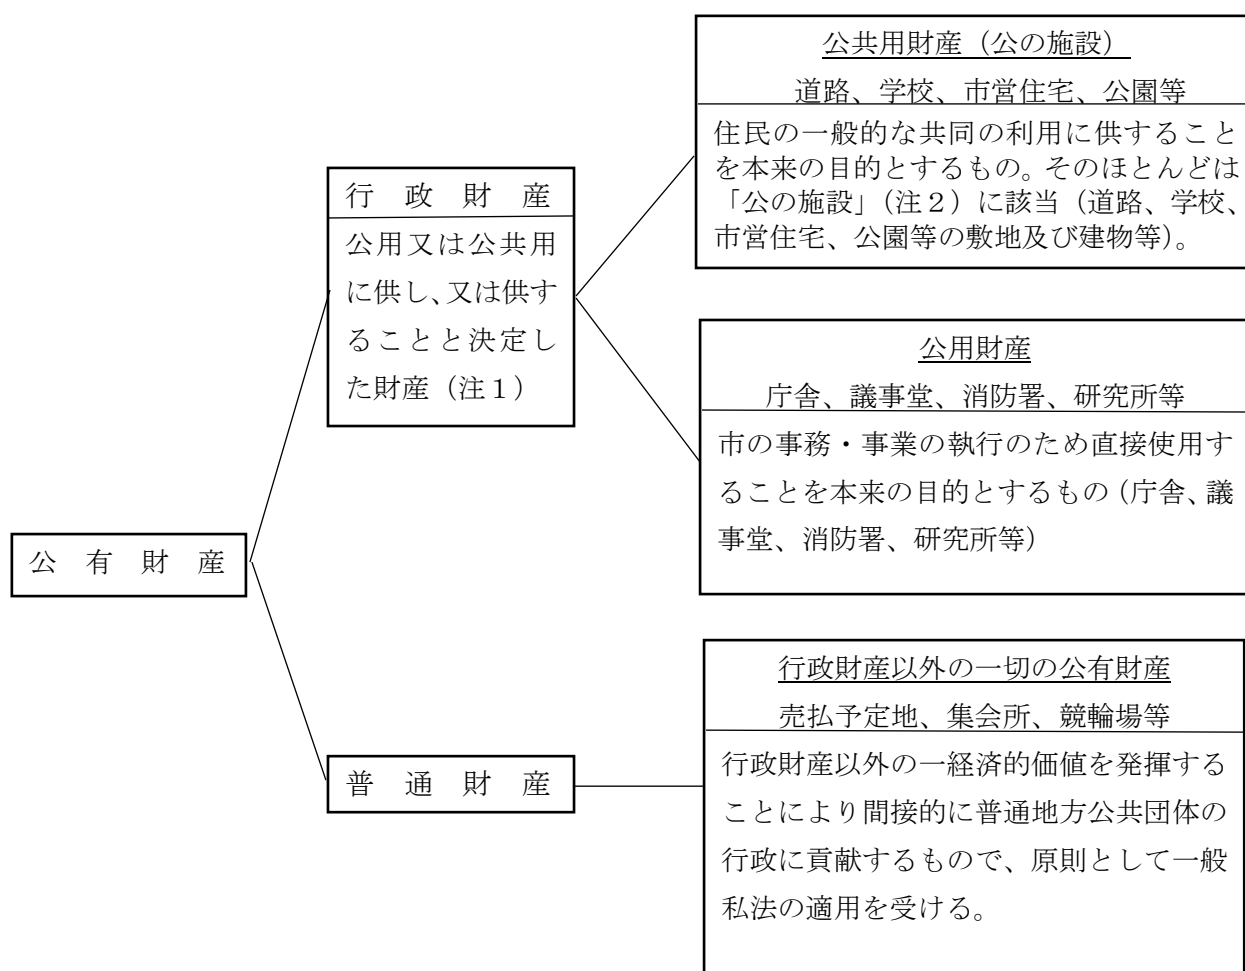 公共用財産（公の施設）
道路、学校、市営住宅、公園等
住民の一般的な共同の利用に供すること
を本来の目的とするもの。そのほとんどは
「公の施設」（注２）に該当（道路、学校、
市営住宅、公園等の敷地及び建物等）。
行政財産
公用又は公共用
に供し、又は供す
ることと決定し
た財産（注１）
公用財産
庁舎、議事堂、消防署、研究所等
市の事務・事業の執行のため直接使用す
ることを本来の目的とするもの（庁舎、議
事堂、消防署、研究所等）
公有財産
行政財産以外の一切の公有財産
売払予定地、集会所、競輪場等
普通財産
行政財産以外の一経済的価値を発揮する
ことにより間接的に普通地方公共団体の
行政に貢献するもので、原則として一般
私法の適用を受ける。